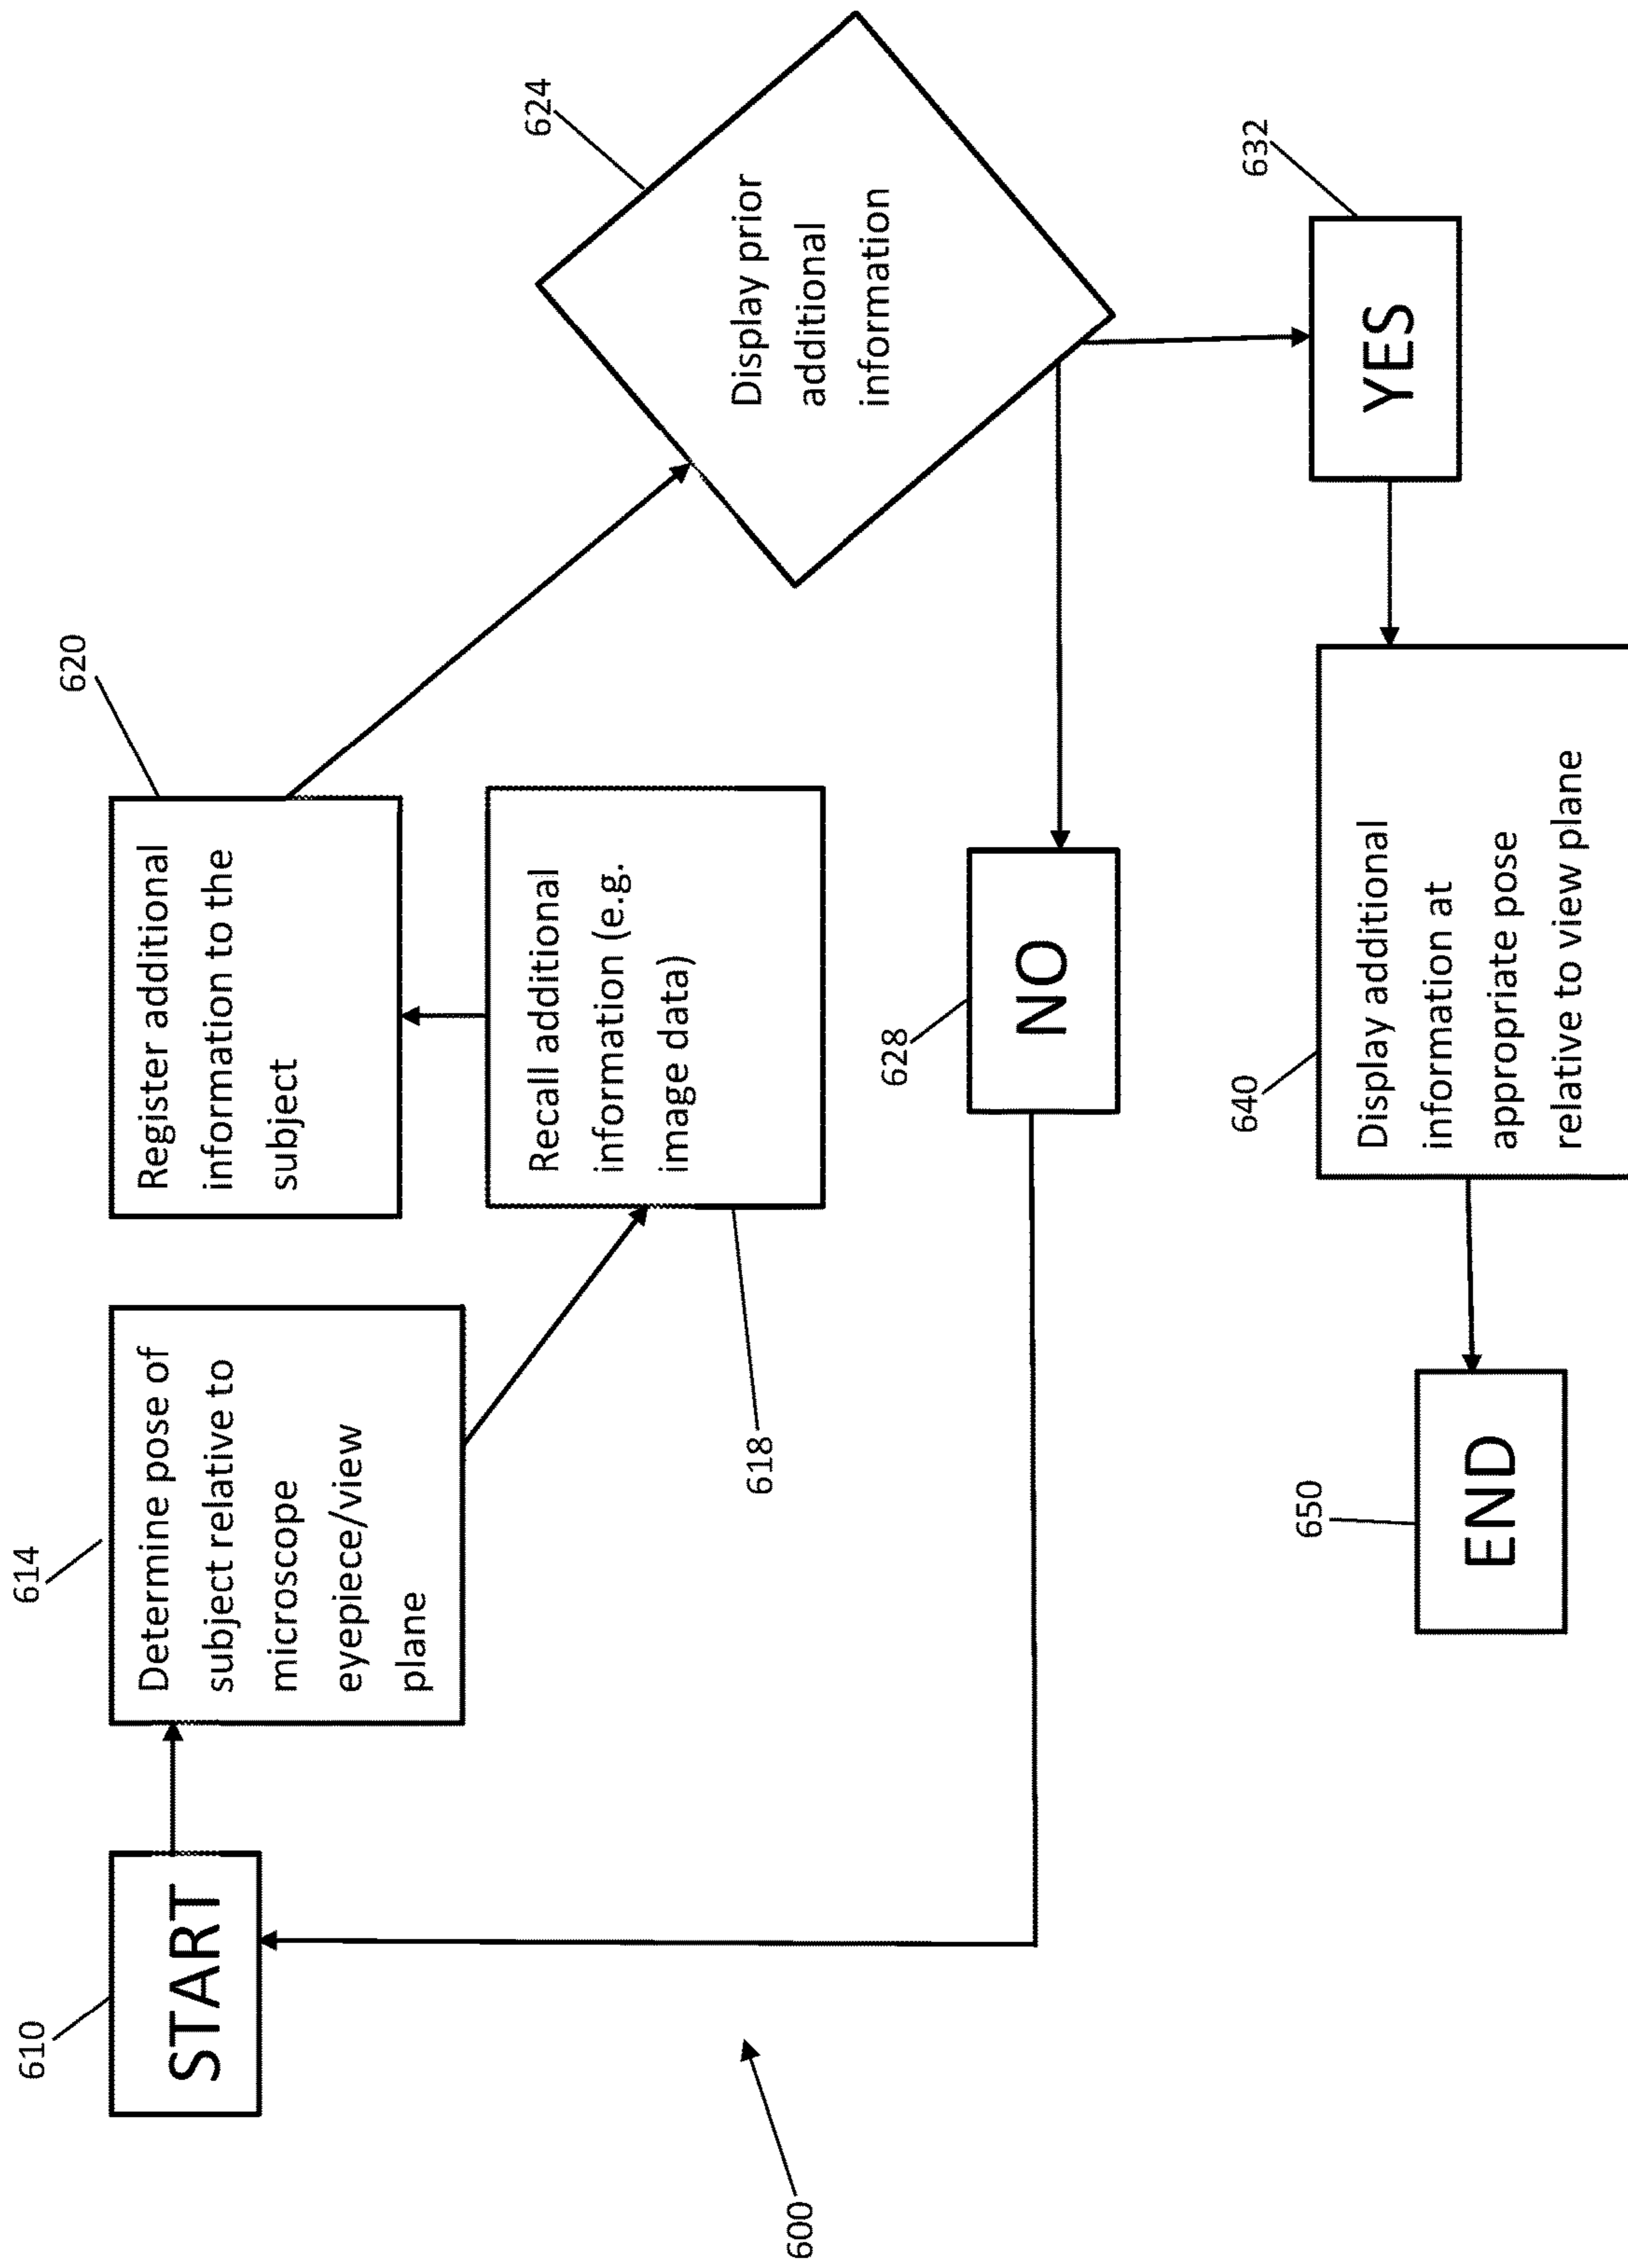 610
START
614
Determine pose of
subject relative to
microscope
eyepiece/view
plane
618
Recall additional
information (e.g.
image data)
620
Register additional
information to the
subject
624
Display prior
additional
information
628
NO
632
YES
640
Display additional
information at
appropriate pose
relative to view plane
650
END
600